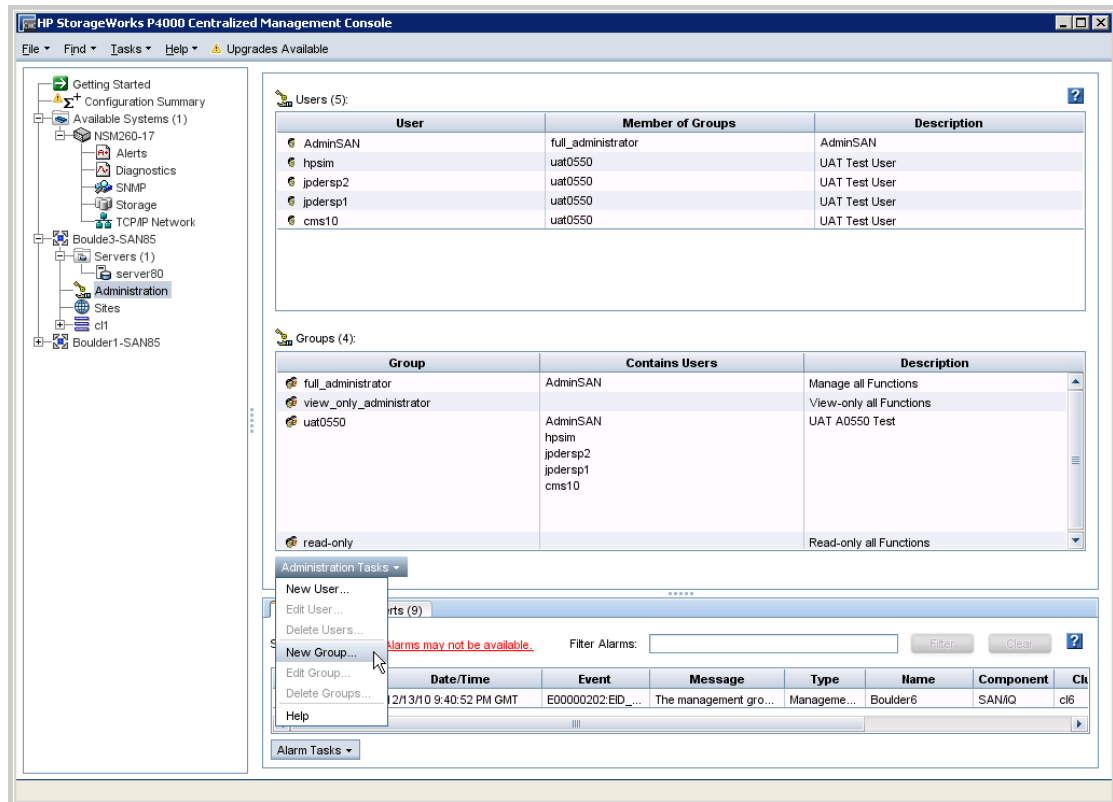 HP StorageWorks P4000 Centralized Management Console
File Find Tasks Help Upgrades Available
Getting Started
Configuration Summary
Available Systems (1)
NSM260-17
Alerts
Diagnostics
SNMP
Storage
TCP/IP Network
Boulde3-SAN85
Servers (1)
server80
Administration
Sites
cl1
Boulder1-SAN85
Users (5):
User Member of Groups Description
AdminSAN full_administrator AdminSAN
hpsim uat0550 UAT Test User
jpdersp2 uat0550 UAT Test User
jpdersp1 uat0550 UAT Test User
cms10 uat0550 UAT Test User
Groups (4):
Group Contains Users Description
full_administrator AdminSAN Manage all Functions
view_only_administrator View-only all Functions
uat0550 AdminSAN UAT A0550 Test
hpsim
jpdersp2
jpdersp1
cms10
read-only Read-only all Functions
Administration Tasks
New User...
Edit User...
Delete Users...
New Group...
Edit Group...
Delete Groups...
Help
(9)
Alarms may not be available. Filter Alarms: Filter Clear
Date/Time Event Message Type Name Component
2/13/10 9:40:52 PM GMT E00000202:EID_... The management gro... Manageme... Boulder6 SAN/iQ cl6
Alarm Tasks